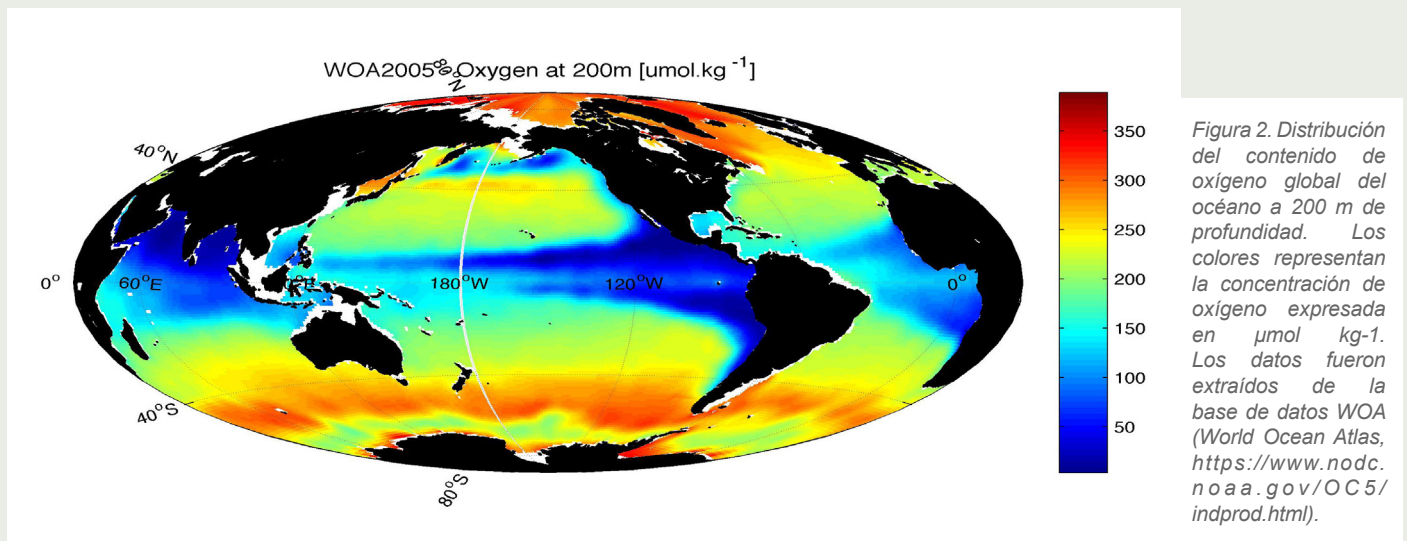 WOA2005 - Oxygen at 200m [umol.kg -1]
80°N
40°N
0°
60°E
180°W
120°W
0°
40°S
80°S
350
300
250
200
150
100
50
Figura 2. Distribución
del contenido de
oxígeno global del
océano a 200 m de
profundidad. Los
colores representan
la concentración de
oxígeno expresada
en μmol kg-1.
Los datos fueron
extraídos de la
base de datos WOA
(World Ocean Atlas,
https://www.nodc.
noaa.gov/OC5/
indprod.html).